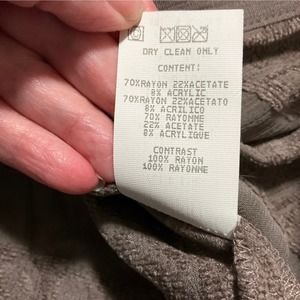 DRY CLEAN ONLY
CONTENT:
70%RAYON 22%ACETATE
8% ACRYLIC
70%RAYON 22%ACETATO
8% ACRILICO
70% RAYONNE
22% ACETATE
8% ACRYLIQUE
CONTRAST
100% RAYON
100% RAYONNE